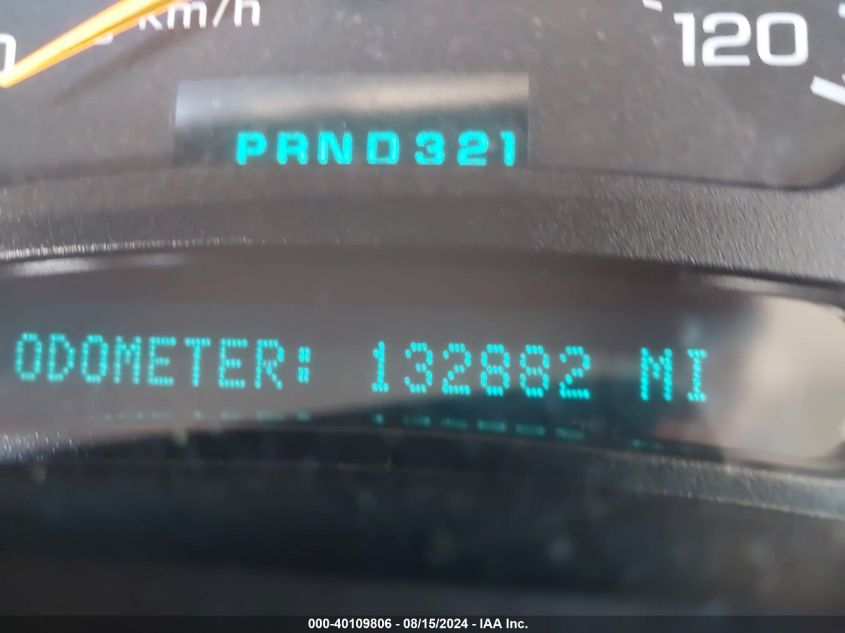 km/h
120
PRND321
ODOMETER: 132882 MI
000-40109806 - 08/15/2024 - IAA Inc.